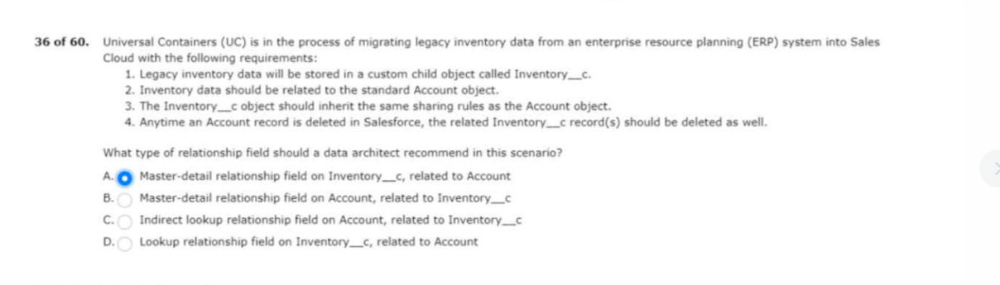 36 of 60. Universal Containers (UC) is in the process of migrating legacy inventory data from an enterprise resource planning (ERP) system into Sales
Cloud with the following requirements:
1. Legacy inventory data will be stored in a custom child object called Inventory__c.
2. Inventory data should be related to the standard Account object.
3. The Inventory__c object should inherit the same sharing rules as the Account object.
4. Anytime an Account record is deleted in Salesforce, the related Inventory__c record(s) should be deleted as well.
What type of relationship field should a data architect recommend in this scenario?
A. Master-detail relationship field on Inventory__c, related to Account
B. Master-detail relationship field on Account, related to Inventory__c
C. Indirect lookup relationship field on Account, related to Inventory__c
D. Lookup relationship field on Inventory__c, related to Account